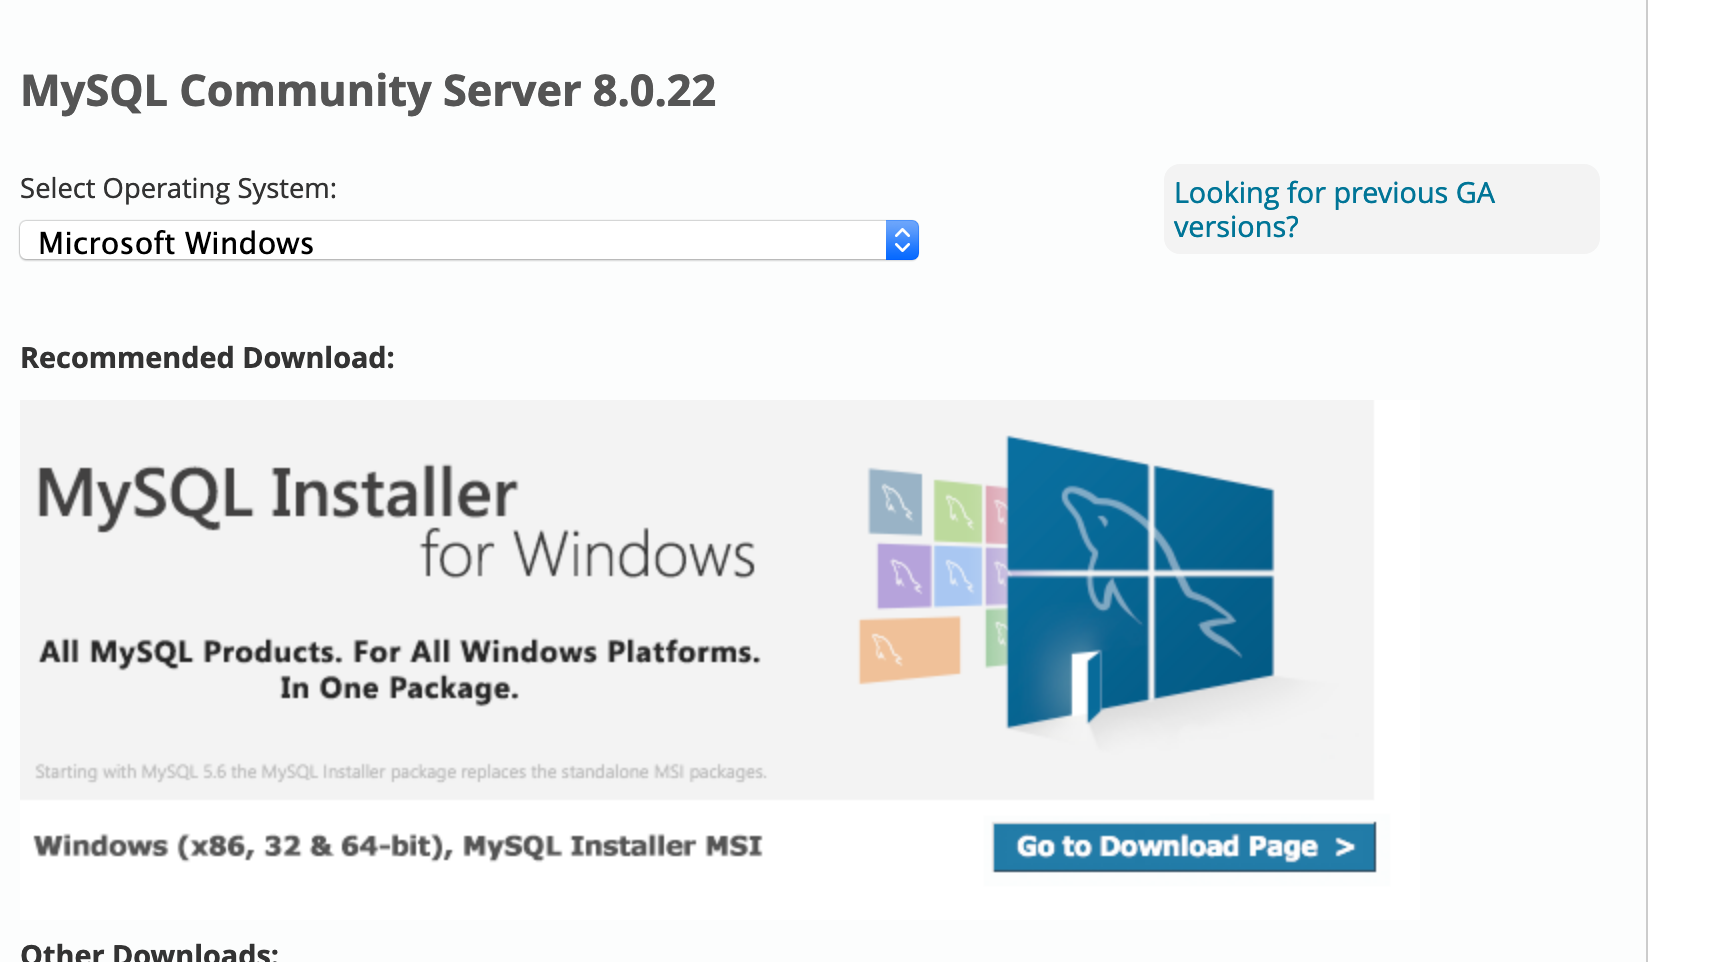 MySQL Community Server 8.0.22
Select Operating System:
Looking for previous GA
versions?
Microsoft Windows
Recommended Download:
MySQL Installer
for Windows
All MySQL Products. For All Windows Platforms.
In One Package.
Starting with MySQL 5.6 the MySQL Installer package replaces the standalone MSI packages.
Windows (x86, 32 & 64-bit), MySQL Installer MSI
Go to Download Page >
Other Downloads: